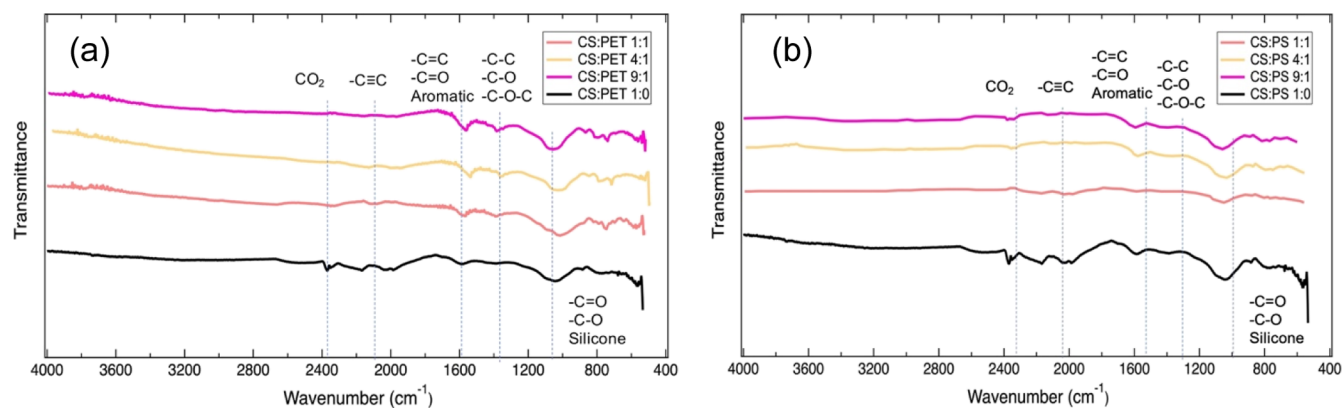 (a)
CS:PET 1:1
CS:PET 4:1
CS:PET 9:1
CS:PET 1:0
CO₂
-C≡C
-C=C
-C=O
Aromatic
-C-C
-C-O
-C-O-C
-C=O
-C-O
Silicone
Transmittance
4000 3600 3200 2800 2400 2000 1600 1200 800 400
Wavenumber (cm⁻¹)
(b)
CS:PS 1:1
CS:PS 4:1
CS:PS 9:1
CS:PS 1:0
CO₂
-C≡C
-C=C
-C=O
Aromatic
-C-C
-C-O
-C-O-C
-C=O
-C-O
Silicone
Transmittance
4000 3600 3200 2800 2400 2000 1600 1200 800 400
Wavenumber (cm⁻¹)